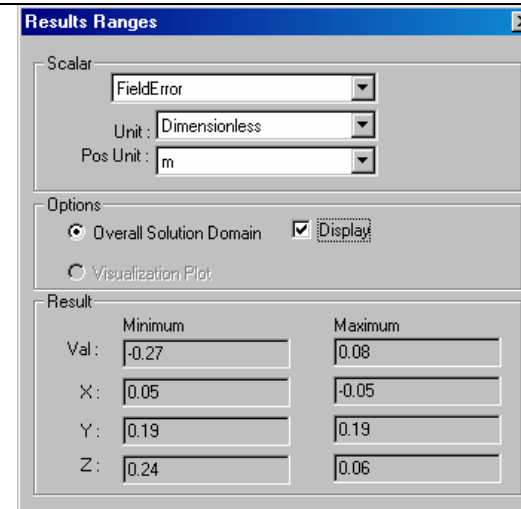 Results Ranges
Scalar
FieldError
Unit : Dimensionless
Pos Unit : m
Options
Overall Solution Domain Display
Visualization Plot
Result
Minimum Maximum
Val : -0.27 0.08
X : 0.05 -0.05
Y : 0.19 0.19
Z : 0.24 0.06